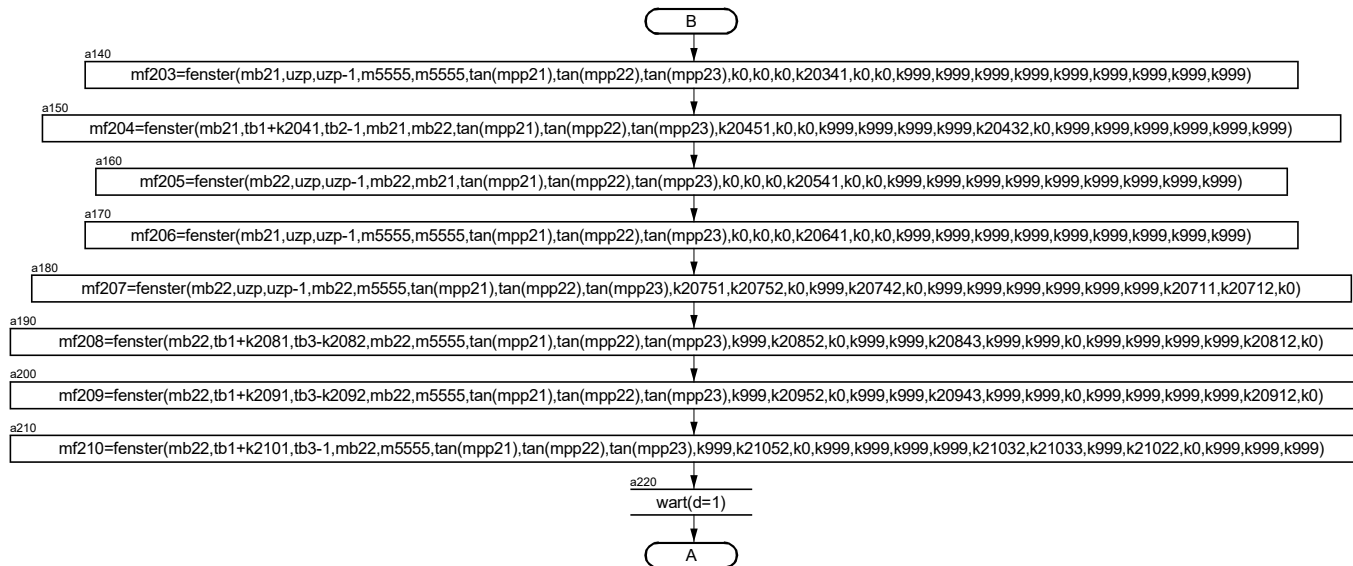 B
a140
mf203=fenster(mb21,uzp,uzp-1,m5555,m5555,tan(mpp21),tan(mpp22),tan(mpp23),k0,k0,k0,k20341,k0,k0,k999,k999,k999,k999,k999,k999,k999,k999,k999)
a150
mf204=fenster(mb21,tb1+k2041,tb2-1,mb21,mb22,tan(mpp21),tan(mpp22),tan(mpp23),k20451,k0,k0,k999,k999,k999,k999,k20432,k0,k999,k999,k999,k999,k999,k999)
a160
mf205=fenster(mb22,uzp,uzp-1,mb22,mb21,tan(mpp21),tan(mpp22),tan(mpp23),k0,k0,k0,k20541,k0,k0,k999,k999,k999,k999,k999,k999,k999,k999,k999)
a170
mf206=fenster(mb21,uzp,uzp-1,m5555,m5555,tan(mpp21),tan(mpp22),tan(mpp23),k0,k0,k0,k20641,k0,k0,k999,k999,k999,k999,k999,k999,k999,k999,k999)
a180
mf207=fenster(mb22,uzp,uzp-1,mb22,m5555,tan(mpp21),tan(mpp22),tan(mpp23),k20751,k20752,k0,k999,k20742,k0,k999,k999,k999,k999,k999,k999,k20711,k20712,k0)
a190
mf208=fenster(mb22,tb1+k2081,tb3-k2082,mb22,m5555,tan(mpp21),tan(mpp22),tan(mpp23),k999,k20852,k0,k999,k999,k20843,k999,k999,k0,k999,k999,k999,k999,k20812,k0)
a200
mf209=fenster(mb22,tb1+k2091,tb3-k2092,mb22,m5555,tan(mpp21),tan(mpp22),tan(mpp23),k999,k20952,k0,k999,k999,k20943,k999,k999,k0,k999,k999,k999,k999,k20912,k0)
a210
mf210=fenster(mb22,tb1+k2101,tb3-1,mb22,m5555,tan(mpp21),tan(mpp22),tan(mpp23),k999,k21052,k0,k999,k999,k999,k999,k21032,k21033,k999,k21022,k0,k999,k999,k999)
a220
wart(d=1)
A